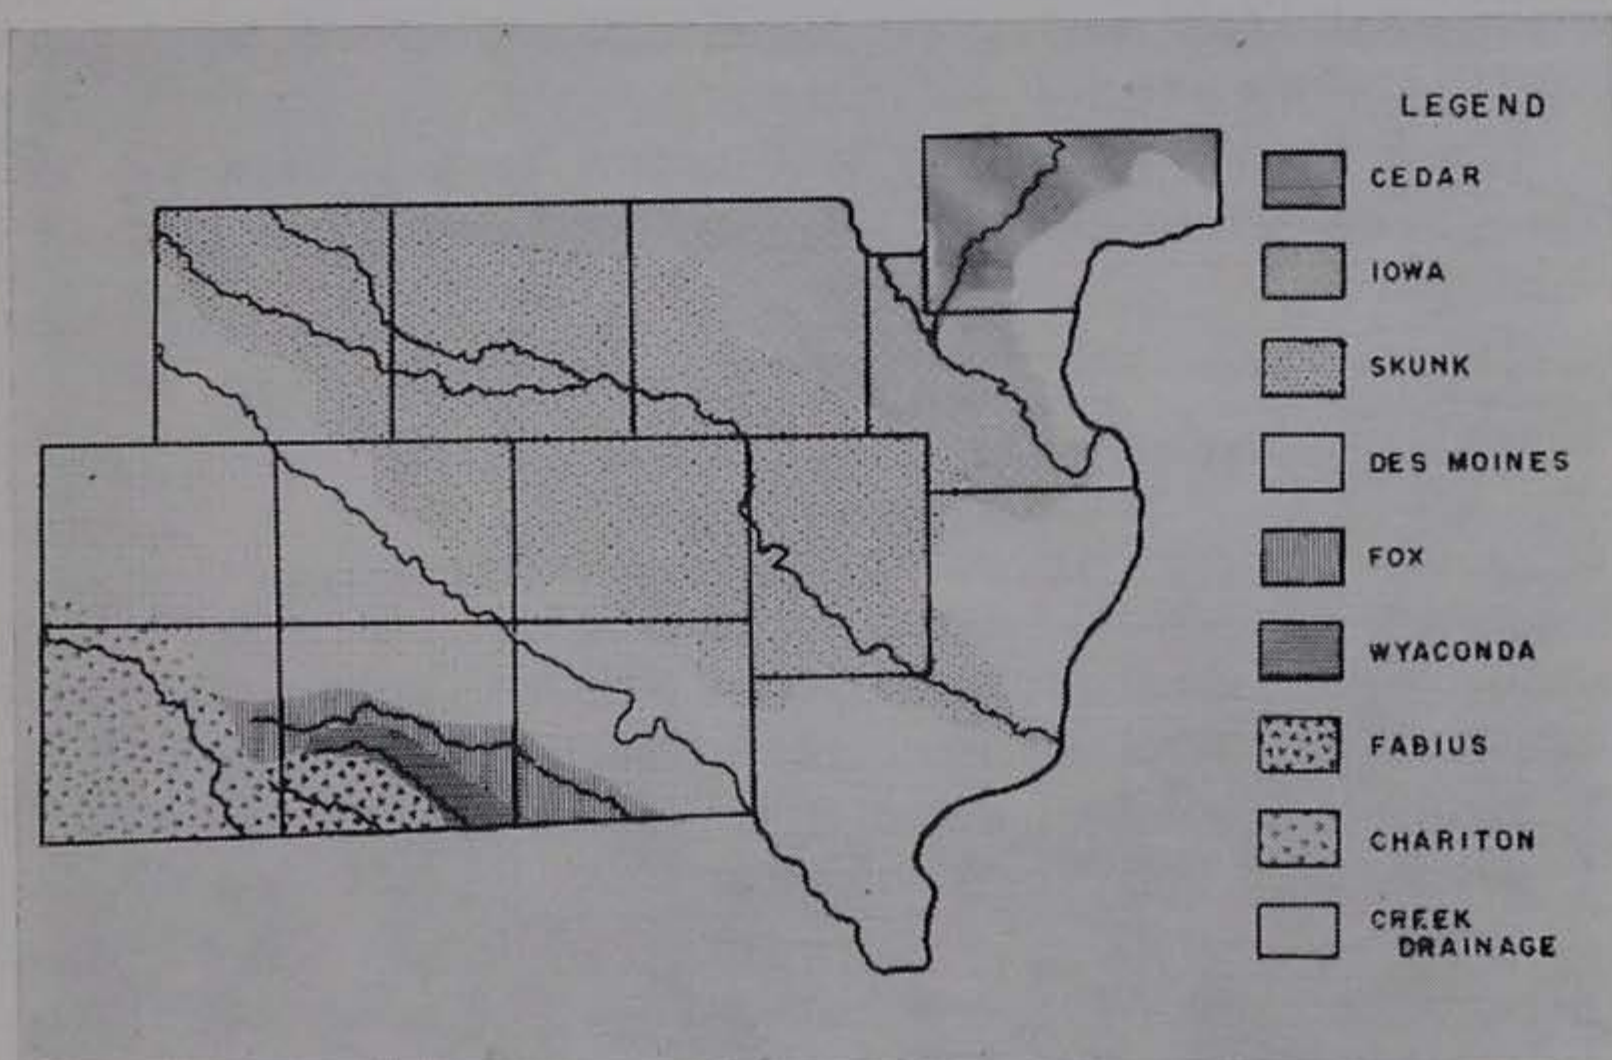 LEGEND
CEDAR
IOWA
SKUNK
DES MOINES
FOX
WYACONDA
FABIUS
CHARITON
CREEK
DRAINAGE